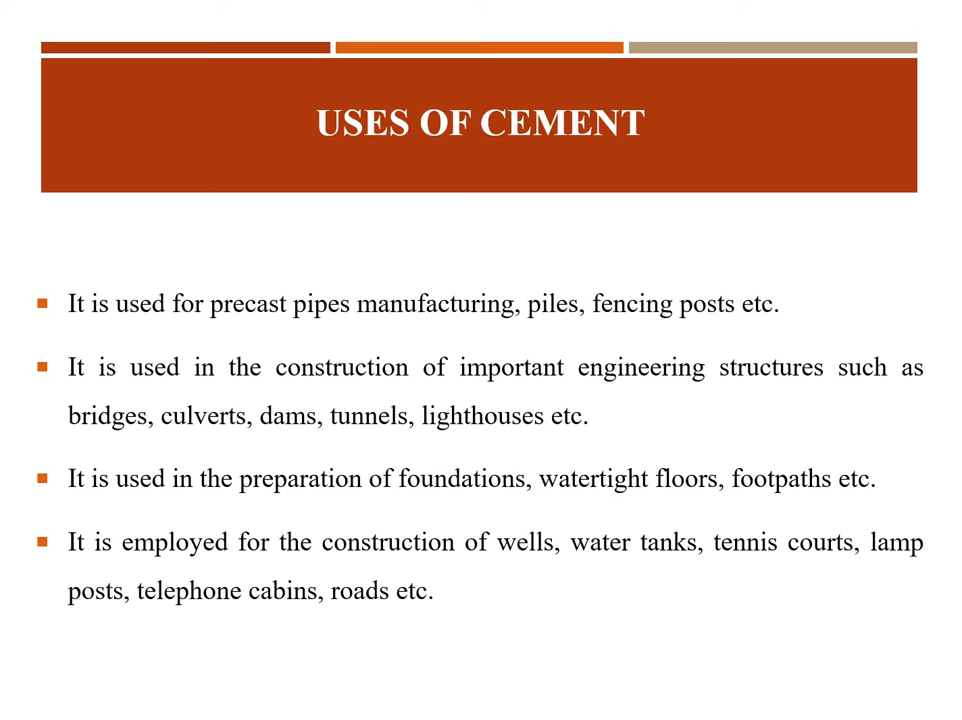 USES OF CEMENT
It is used for precast pipes manufacturing, piles, fencing posts etc.
It is used in the construction of important engineering structures such as
bridges, culverts, dams, tunnels, lighthouses etc.
It is used in the preparation of foundations, watertight floors, footpaths etc.
It is employed for the construction of wells, water tanks, tennis courts, lamp
posts, telephone cabins, roads etc.